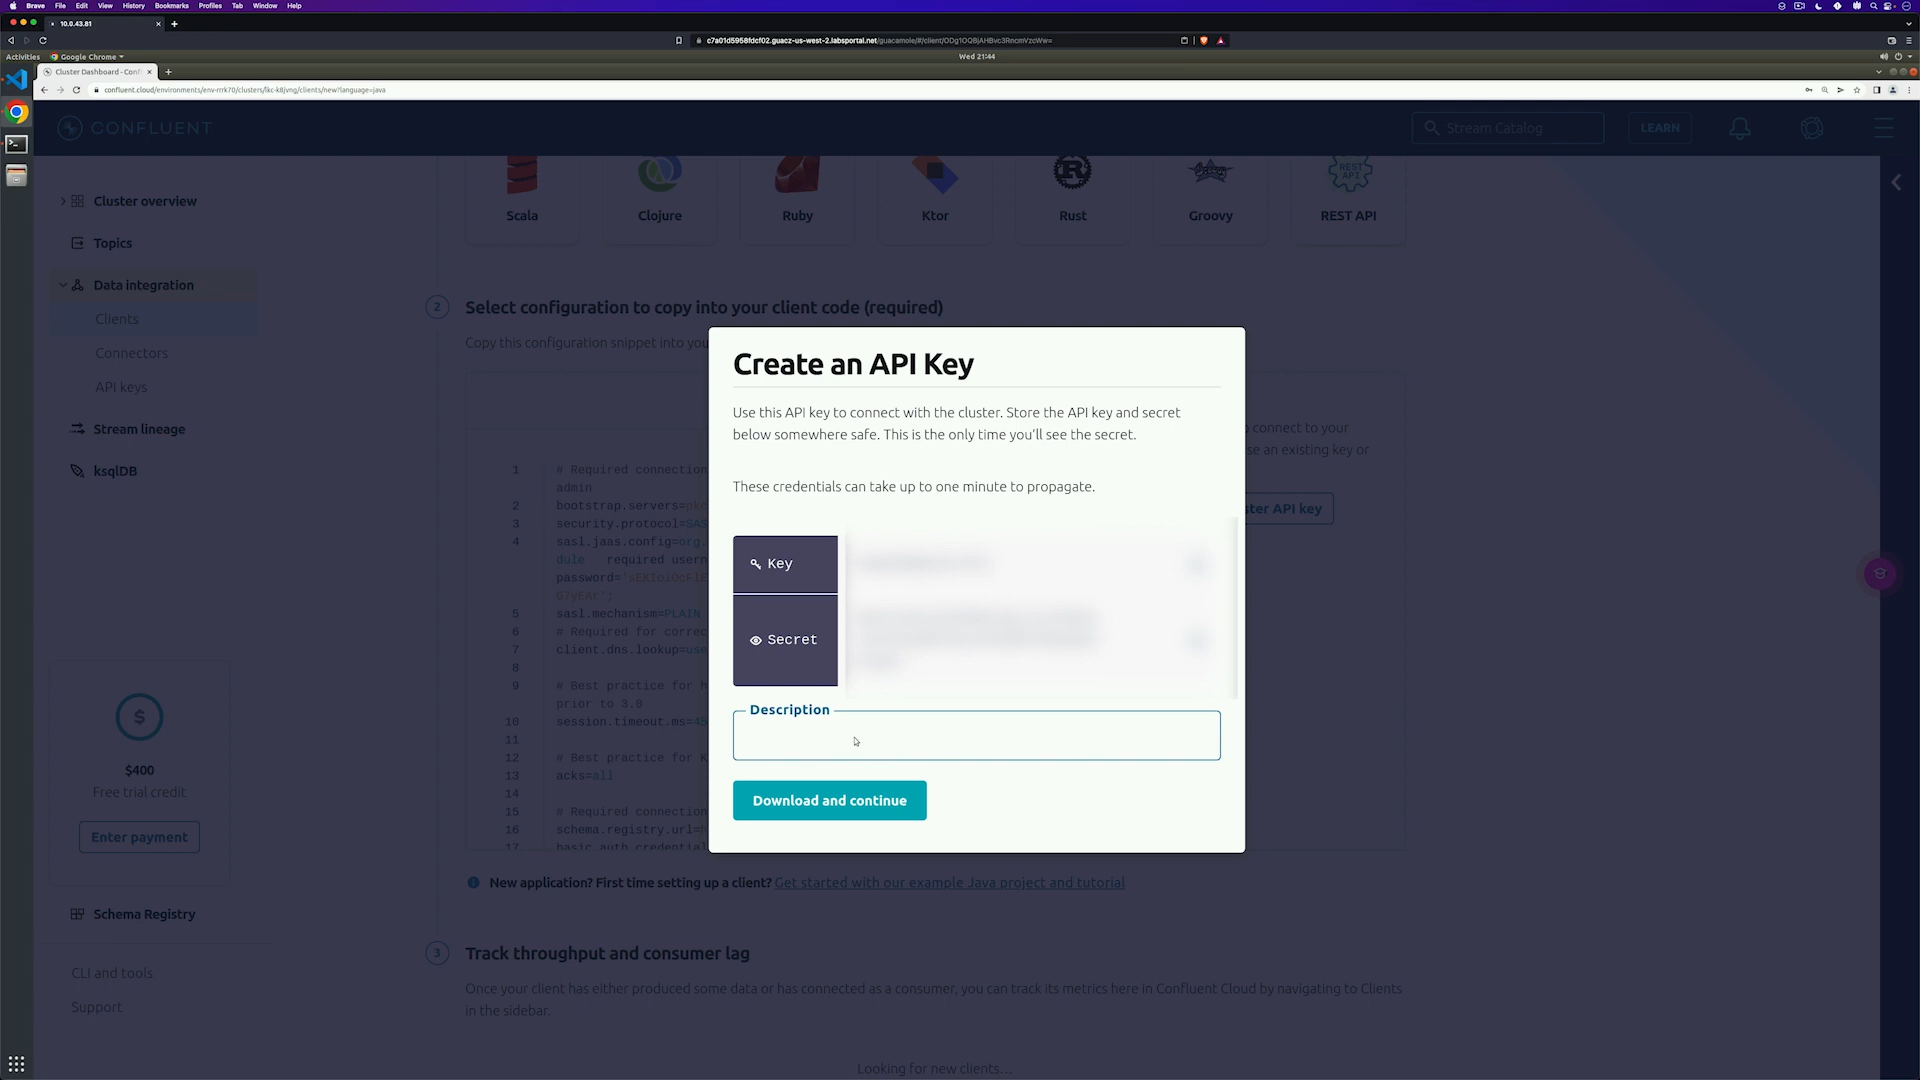 Brave File Edit View History Bookmarks Profiles Tab Window Help
10.0.43.81
c7a01d5958fdcf02.guacz-us-west-2.labsportal.net/guacamole/#/client/
Activities Google Chrome Wed 21:44
Cluster Dashboard - Conf
confluent.cloud/environments/env-rrrk70/clusters/lkc-k8jvng/clients/new?language=java
CONFLUENT
Stream Catalog
LEARN
Scala Clojure Ruby Ktor Rust Groovy REST API
Cluster overview
Topics
Data integration
Clients
Connectors
API keys
Stream lineage
ksqlDB
$400
Free trial credit
Enter payment
Schema Registry
CLI and tools
Support
2 Select configuration to copy into your client code (required)
Copy this configuration snippet into you
connect to your
se an existing key or
ster API key
1 # Required connection
admin
2 bootstrap.servers=
3 security.protocol=SAS
4 sasl.jaas.config=org.
dule required usern
password=
5 sasl.mechanism=PLAIN
6 # Required for correc
7 client.dns.lookup=use
8
9 # Best practice for
prior to 3.0
10 session.timeout.ms=45
11
12 # Best practice for K
13 acks=all
14
15 # Required connection
16 schema.registry.url=
17 basic.auth.credential
Create an API Key
Use this API key to connect with the cluster. Store the API key and secret
below somewhere safe. This is the only time you'll see the secret.
These credentials can take up to one minute to propagate.
Key
Secret
Description
Download and continue
New application? First time setting up a client? Get started with our example Java project and tutorial
3 Track throughput and consumer lag
Once your client has either produced some data or has connected as a consumer, you can track its metrics here in Confluent Cloud by navigating to Clients
in the sidebar.
Looking for new clients...